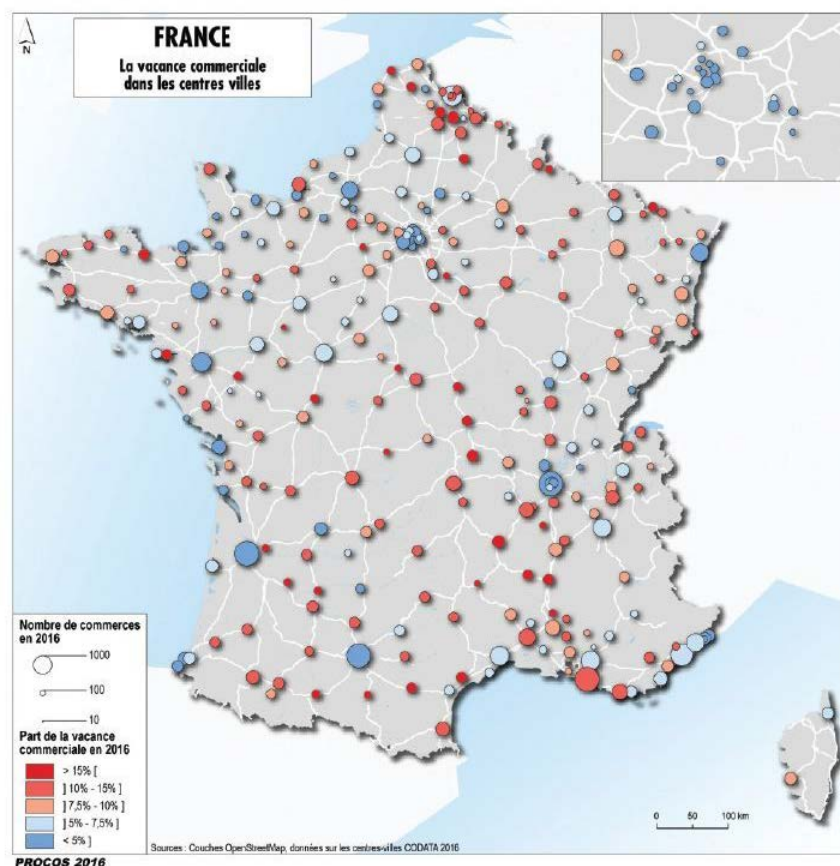 N
FRANCE
La vacance commerciale
dans les centres villes
Nombre de commerces
en 2016
1000
100
10
Part de la vacance
commerciale en 2016
> 15% [
] 10% - 15% ]
] 7,5% - 10% ]
] 5% - 7,5% ]
< 5% ]
0 50 100 km
Sources : Couches OpenStreetMap, données sur les centres-villes CODATA 2016
PROCOS 2016